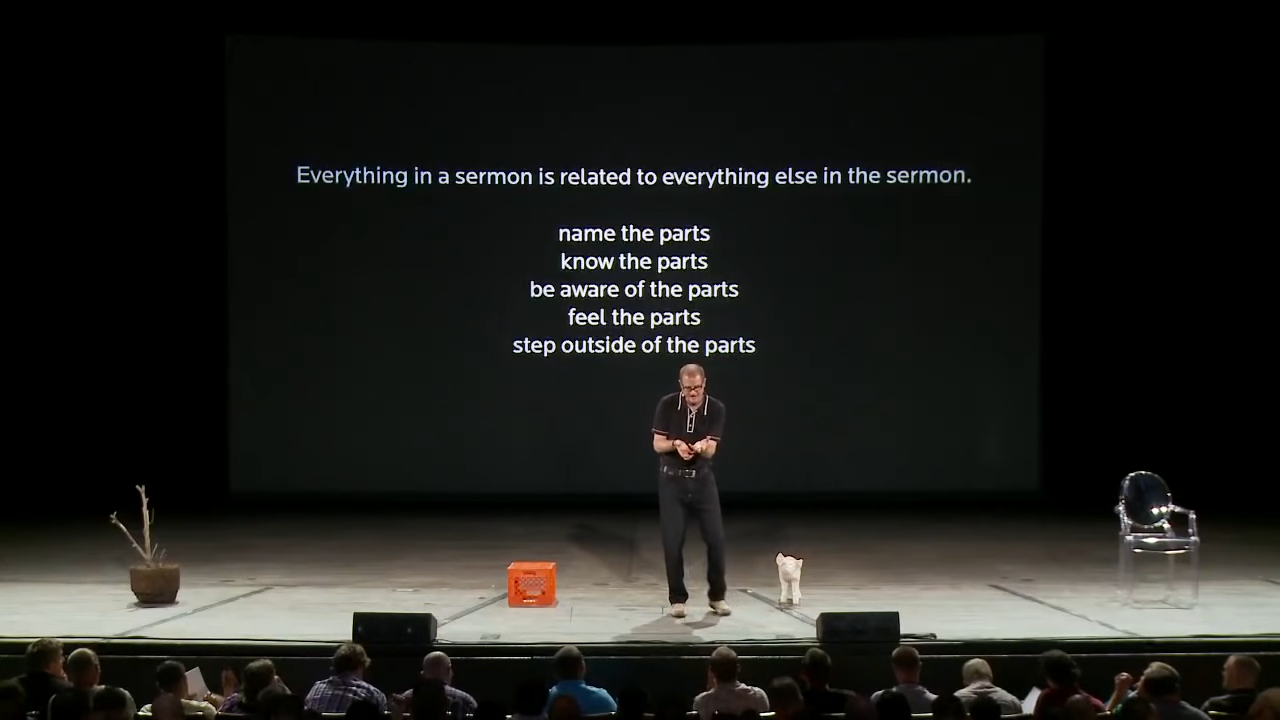 Everything in a sermon is related to everything else in the sermon.
name the parts
know the parts
be aware of the parts
feel the parts
step outside of the parts